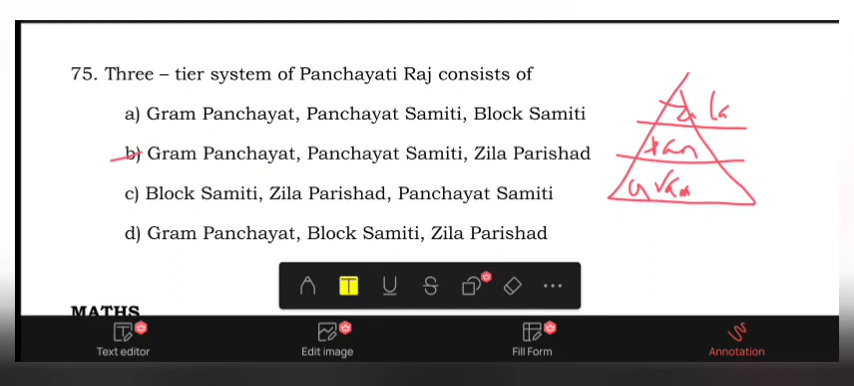 75. Three – tier system of Panchayati Raj consists of
a) Gram Panchayat, Panchayat Samiti, Block Samiti
b) Gram Panchayat, Panchayat Samiti, Zila Parishad
c) Block Samiti, Zila Parishad, Panchayat Samiti
d) Gram Panchayat, Block Samiti, Zila Parishad
MATHS
Text editor
Edit image
Fill Form
Annotation